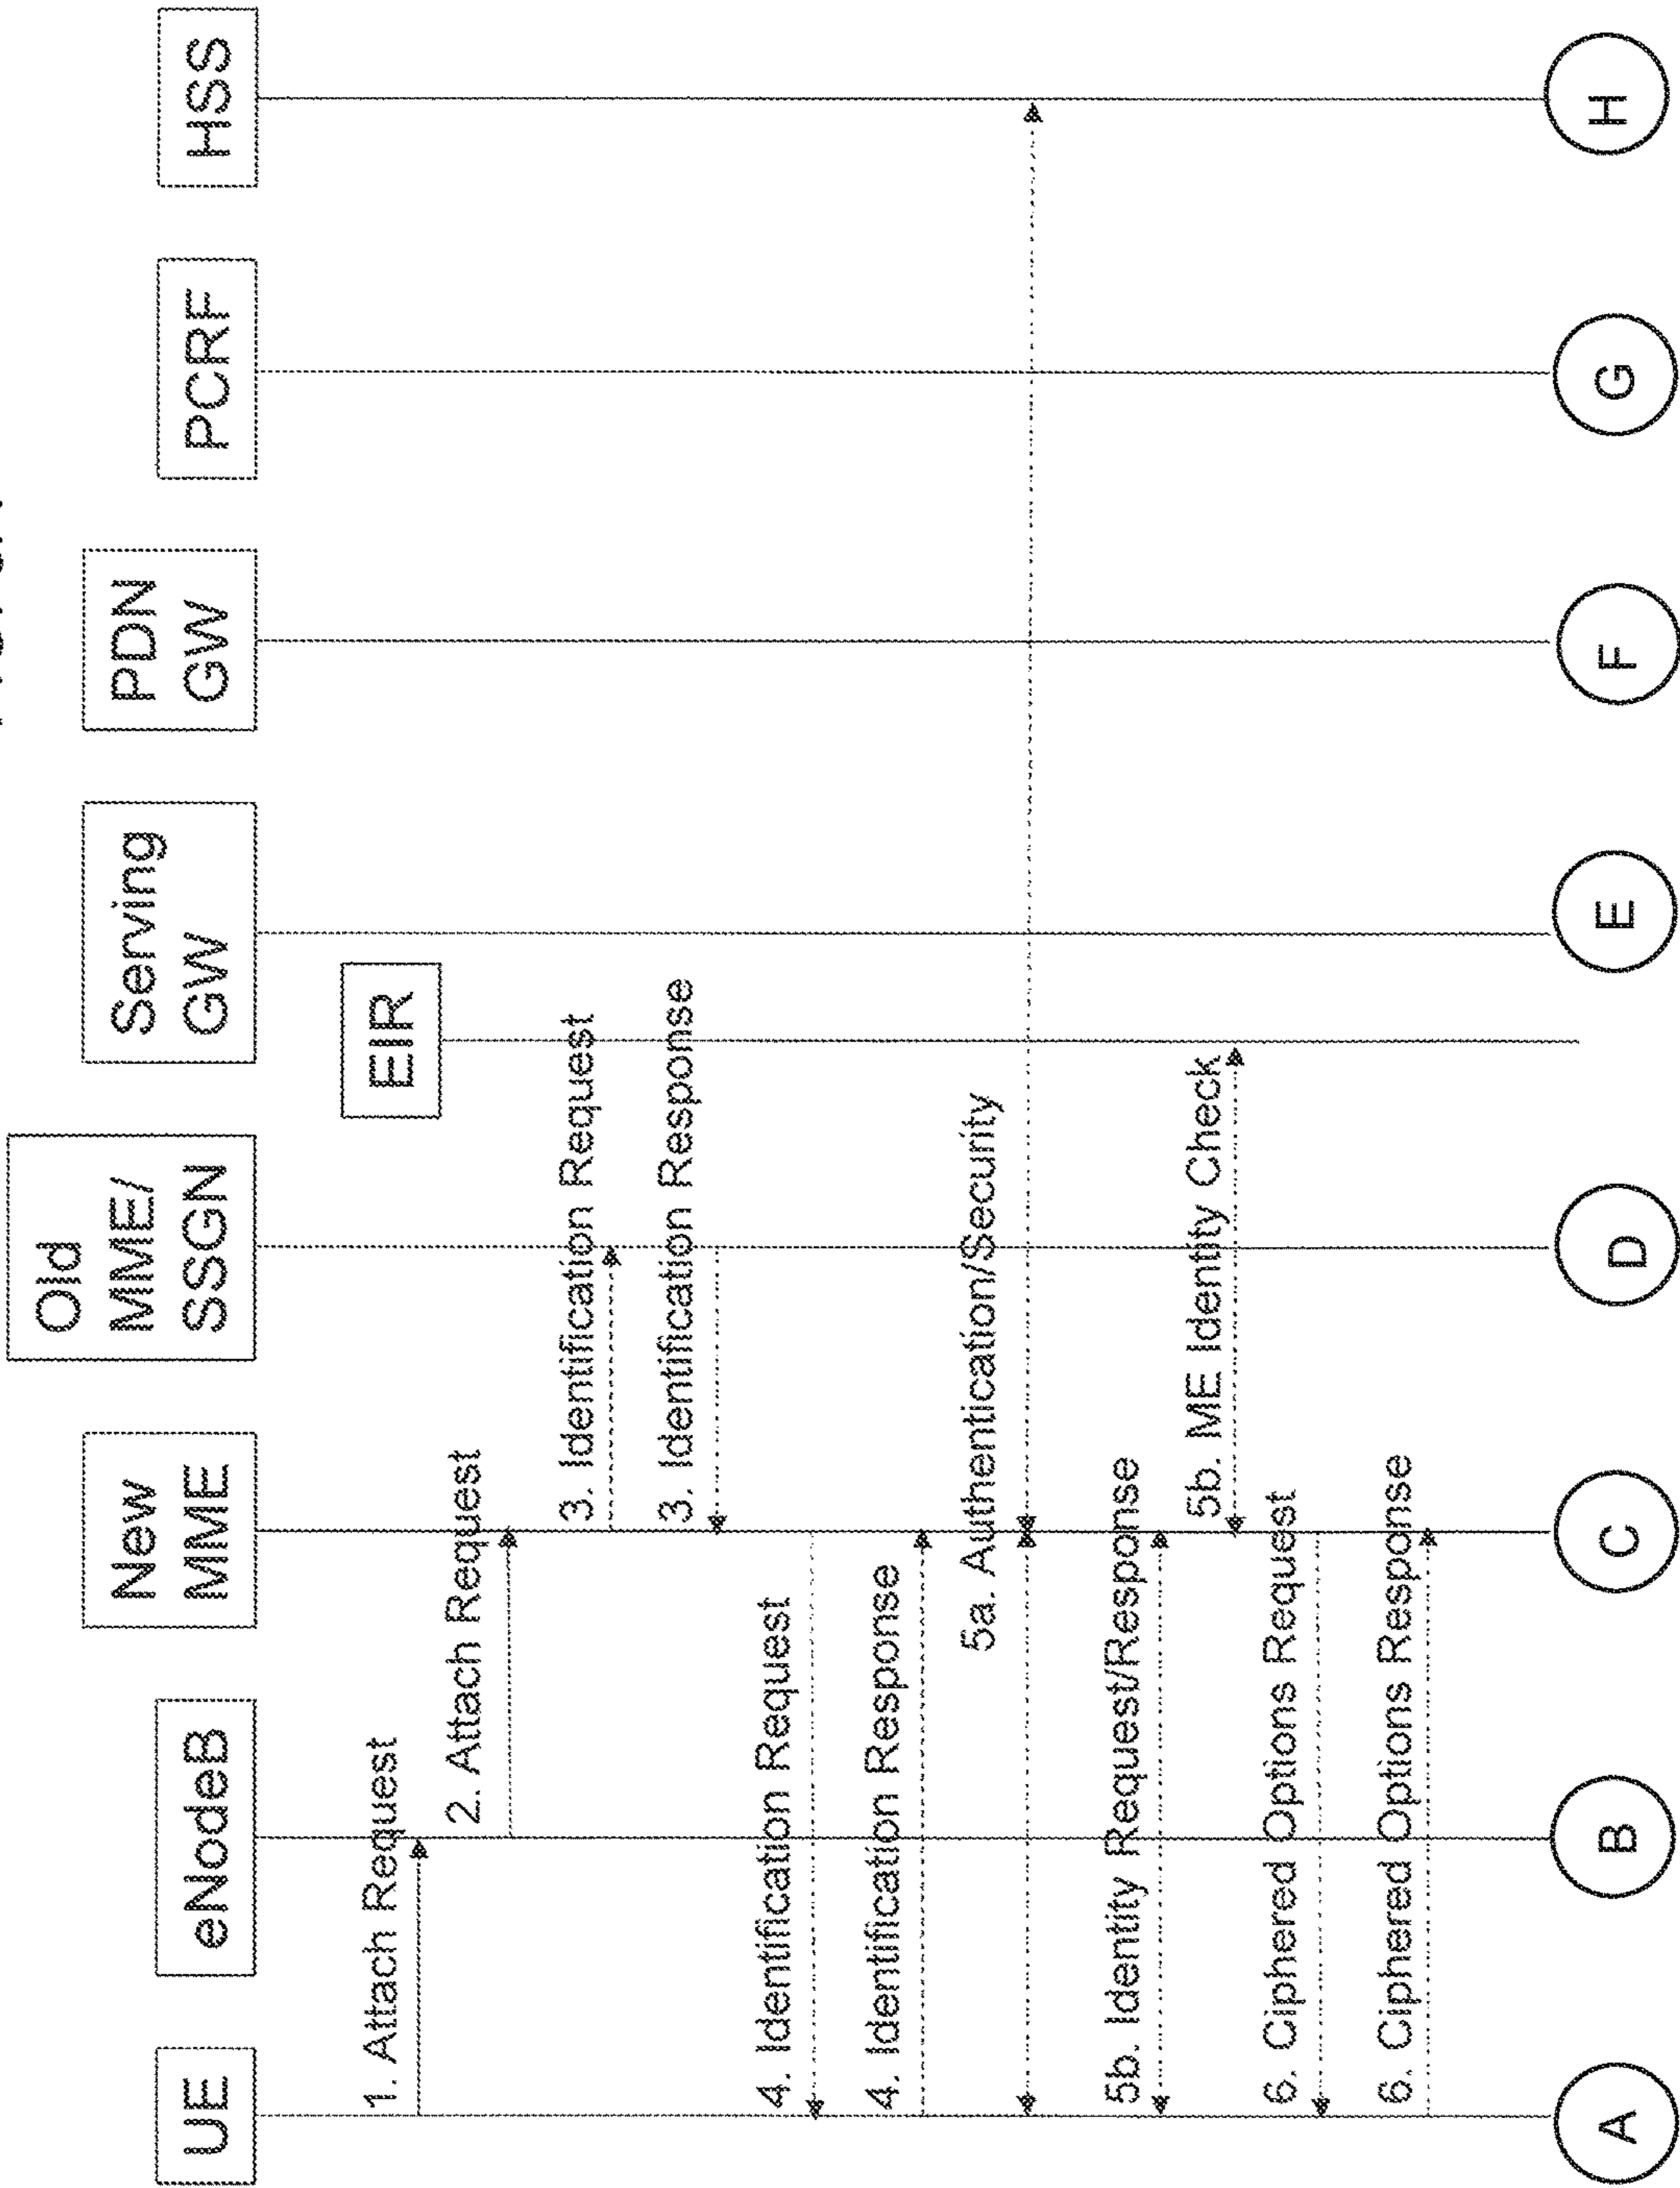 UE
eNodeB
New
MME
Old
MME/
SSGN
Serving
GW
PDN
GW
PCRF
HSS
EIR
1. Attach Request
2. Attach Request
3. Identification Request
3. Identification Response
4. Identification Request
4. Identification Response
5a. Authentication/Security
5b. Identity Request/Response
5b. ME Identity Check
6. Ciphered Options Request
6. Ciphered Options Response
A
B
C
D
E
F
G
H